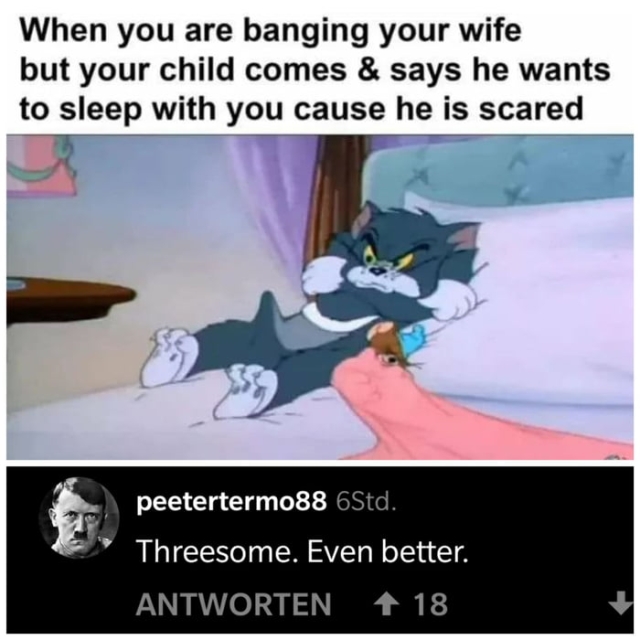 When you are banging your wife
but your child comes & says he wants
to sleep with you cause he is scared
peetertermo88 6Std.
Threesome. Even better.
ANTWORTEN 18